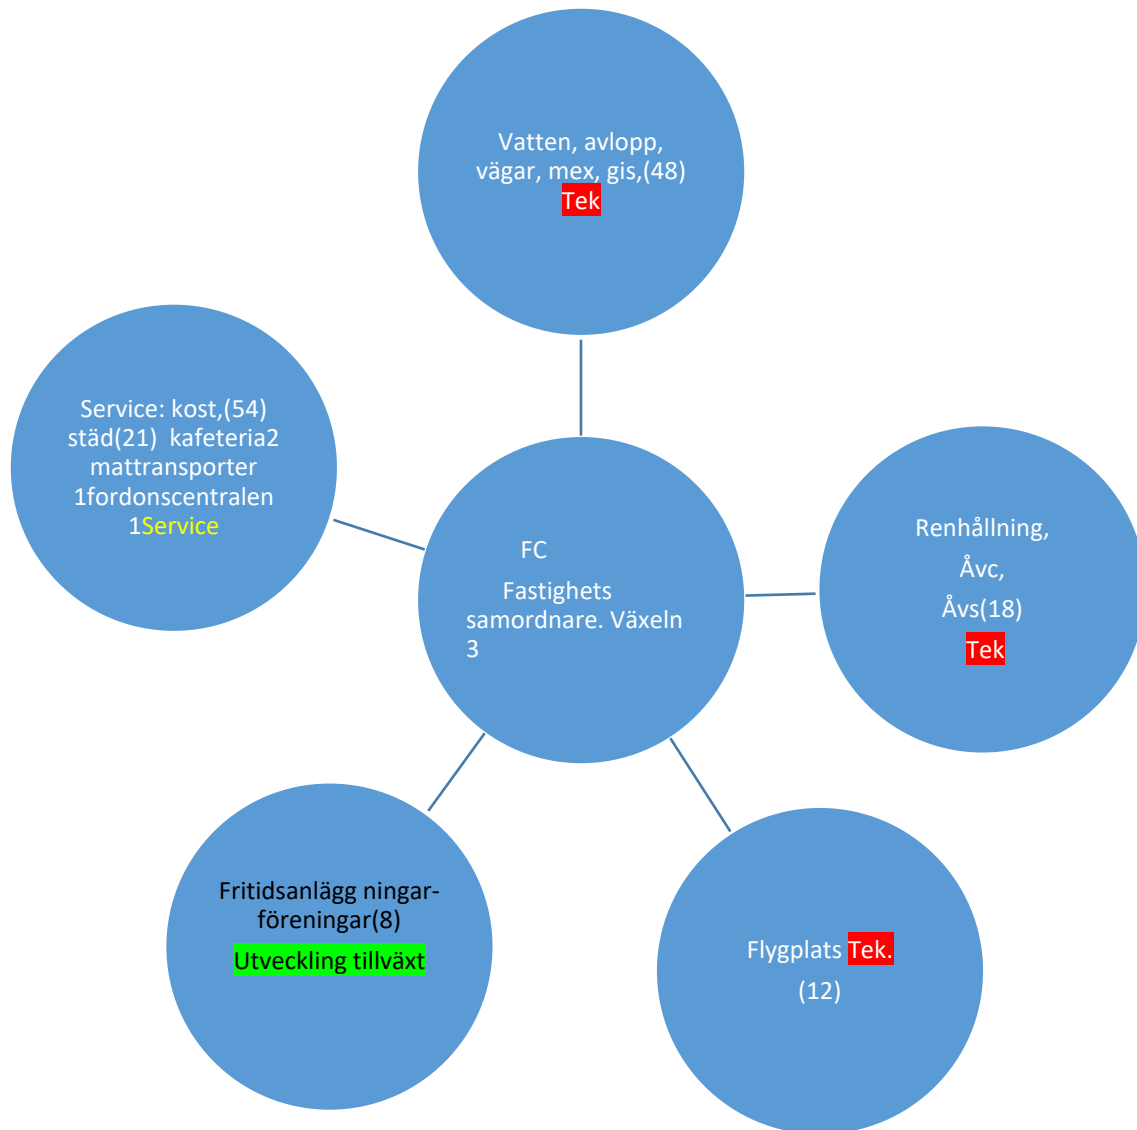 Vatten, avlopp,
vägar, mex, gis,(48)
Tek
Service: kost,(54)
städ(21)  kafeteria2
mattransporter
1fordonscentralen
1Service
Renhållning,
Åvc,
Åvs(18)
Tek
FC
Fastighets
samordnare. Växeln
3
Fritidsanlägg ningar-
föreningar(8)
Utveckling tillväxt
Flygplats Tek.
(12)